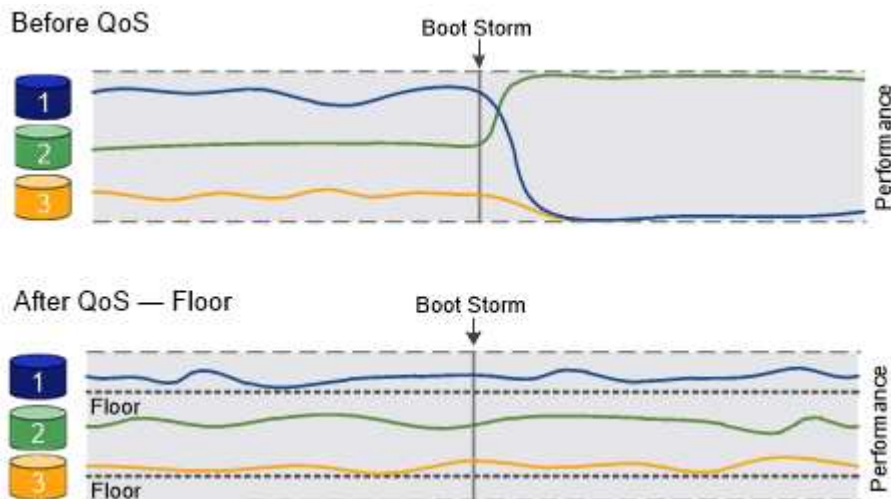 Before QoS
Boot Storm
1
2
3
Performance
After QoS — Floor
Boot Storm
1
Floor
2
3
Floor
Performance